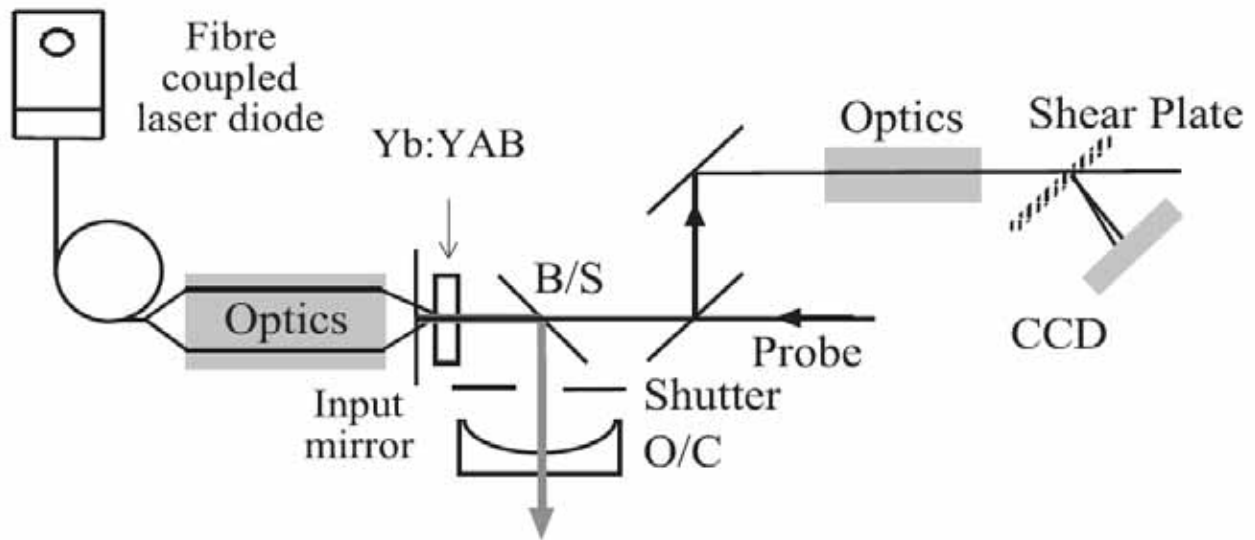 Fibre
coupled
laser diode
Yb:YAB
Optics
Shear Plate
B/S
Optics
Probe
CCD
Input
mirror
Shutter
O/C